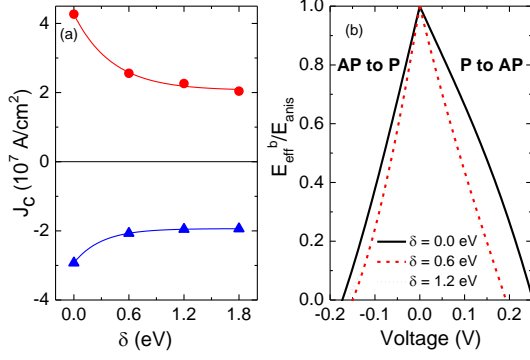 (a)
J_C (10^7 A/cm^2)
4
2
0
-2
-4
0.0 0.6 1.2 1.8
δ (eV)
(b)
AP to P P to AP
E_eff^b/E_anis
1.0
0.8
0.6
0.4
0.2
0.0
δ = 0.0 eV
δ = 0.6 eV
δ = 1.2 eV
-0.2 -0.1 0.0 0.1 0.2
Voltage (V)